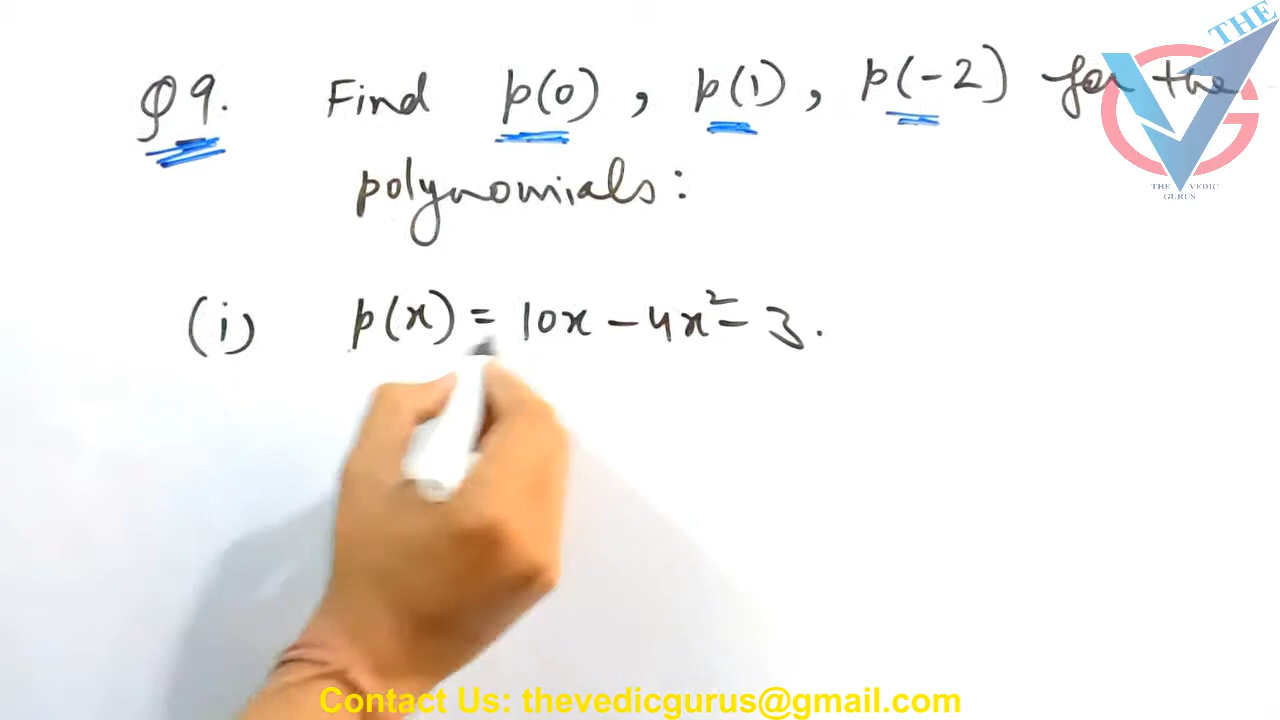 Q9. Find p(0), p(1), p(-2) for the
polynomials:
(i) p(x) = 10x - 4x² - 3.
THE
THE VEDIC
GURUS
Contact Us: thevedicgurus@gmail.com